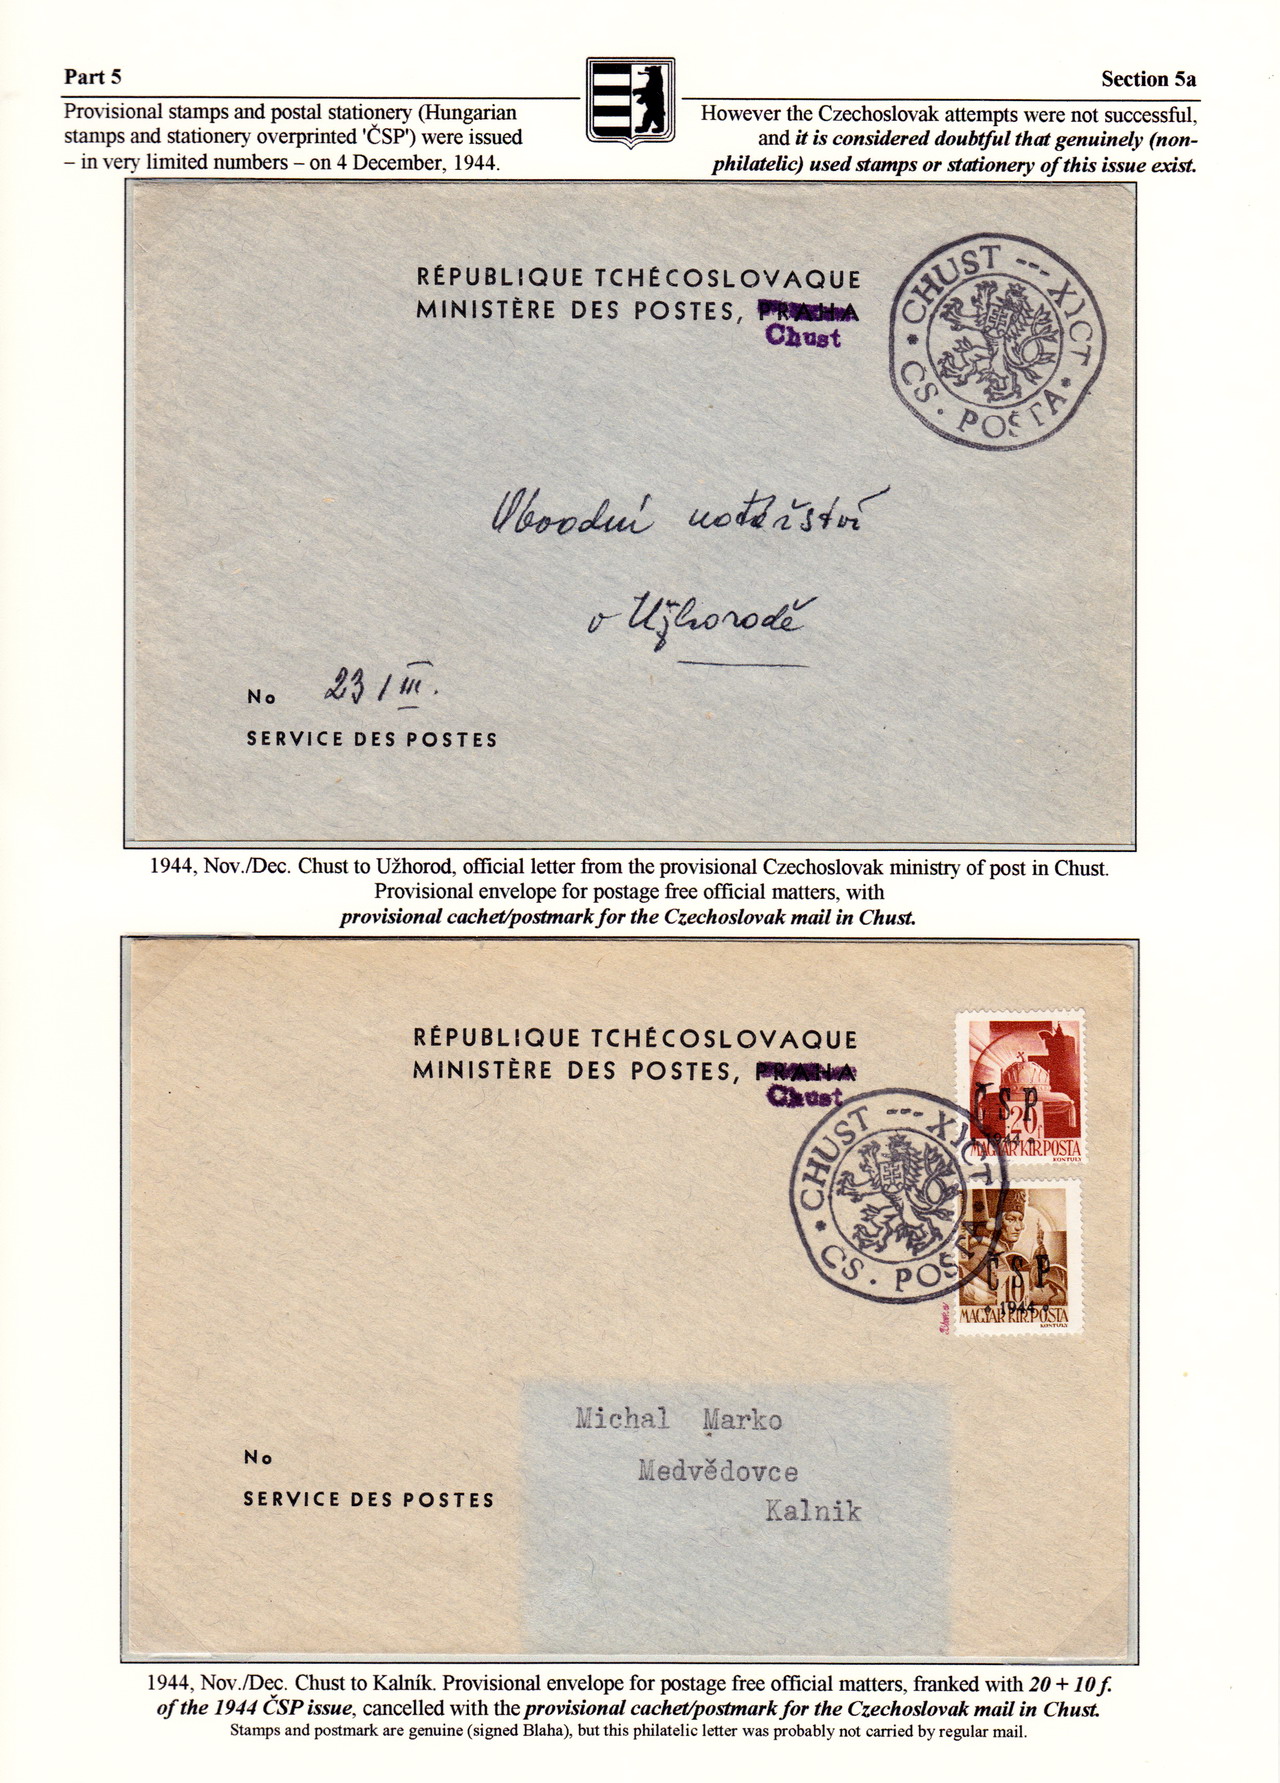 Part 5
Section 5a
Provisional stamps and postal stationery (Hungarian
stamps and stationery overprinted 'ČSP') were issued
– in very limited numbers – on 4 December, 1944.
However the Czechoslovak attempts were not successful,
and it is considered doubtful that genuinely (non-
philatelic) used stamps or stationery of this issue exist.
RÉPUBLIQUE TCHÉCOSLOVAQUE
MINISTÈRE DES POSTES, PRAHA
Chust
CHUST --- ХУСТ
ČS. POŠTA
Obvodní notářství
v Užhorodě
No 23/III.
SERVICE DES POSTES
1944, Nov./Dec. Chust to Užhorod, official letter from the provisional Czechoslovak ministry of post in Chust.
Provisional envelope for postage free official matters, with
provisional cachet/postmark for the Czechoslovak mail in Chust.
RÉPUBLIQUE TCHÉCOSLOVAQUE
MINISTÈRE DES POSTES, PRAHA
Chust
CHUST --- ХУСТ
ČS. POŠTA
ČSP
20f
1944
MAGYAR KIR. POSTA
KONTULY
ČSP
10
1944
MAGYAR KIR. POSTA
KONTULY
Michal Marko
Medvědovce
Kalnik
No
SERVICE DES POSTES
1944, Nov./Dec. Chust to Kalník. Provisional envelope for postage free official matters, franked with 20 + 10 f.
of the 1944 ČSP issue, cancelled with the provisional cachet/postmark for the Czechoslovak mail in Chust.
Stamps and postmark are genuine (signed Blaha), but this philatelic letter was probably not carried by regular mail.